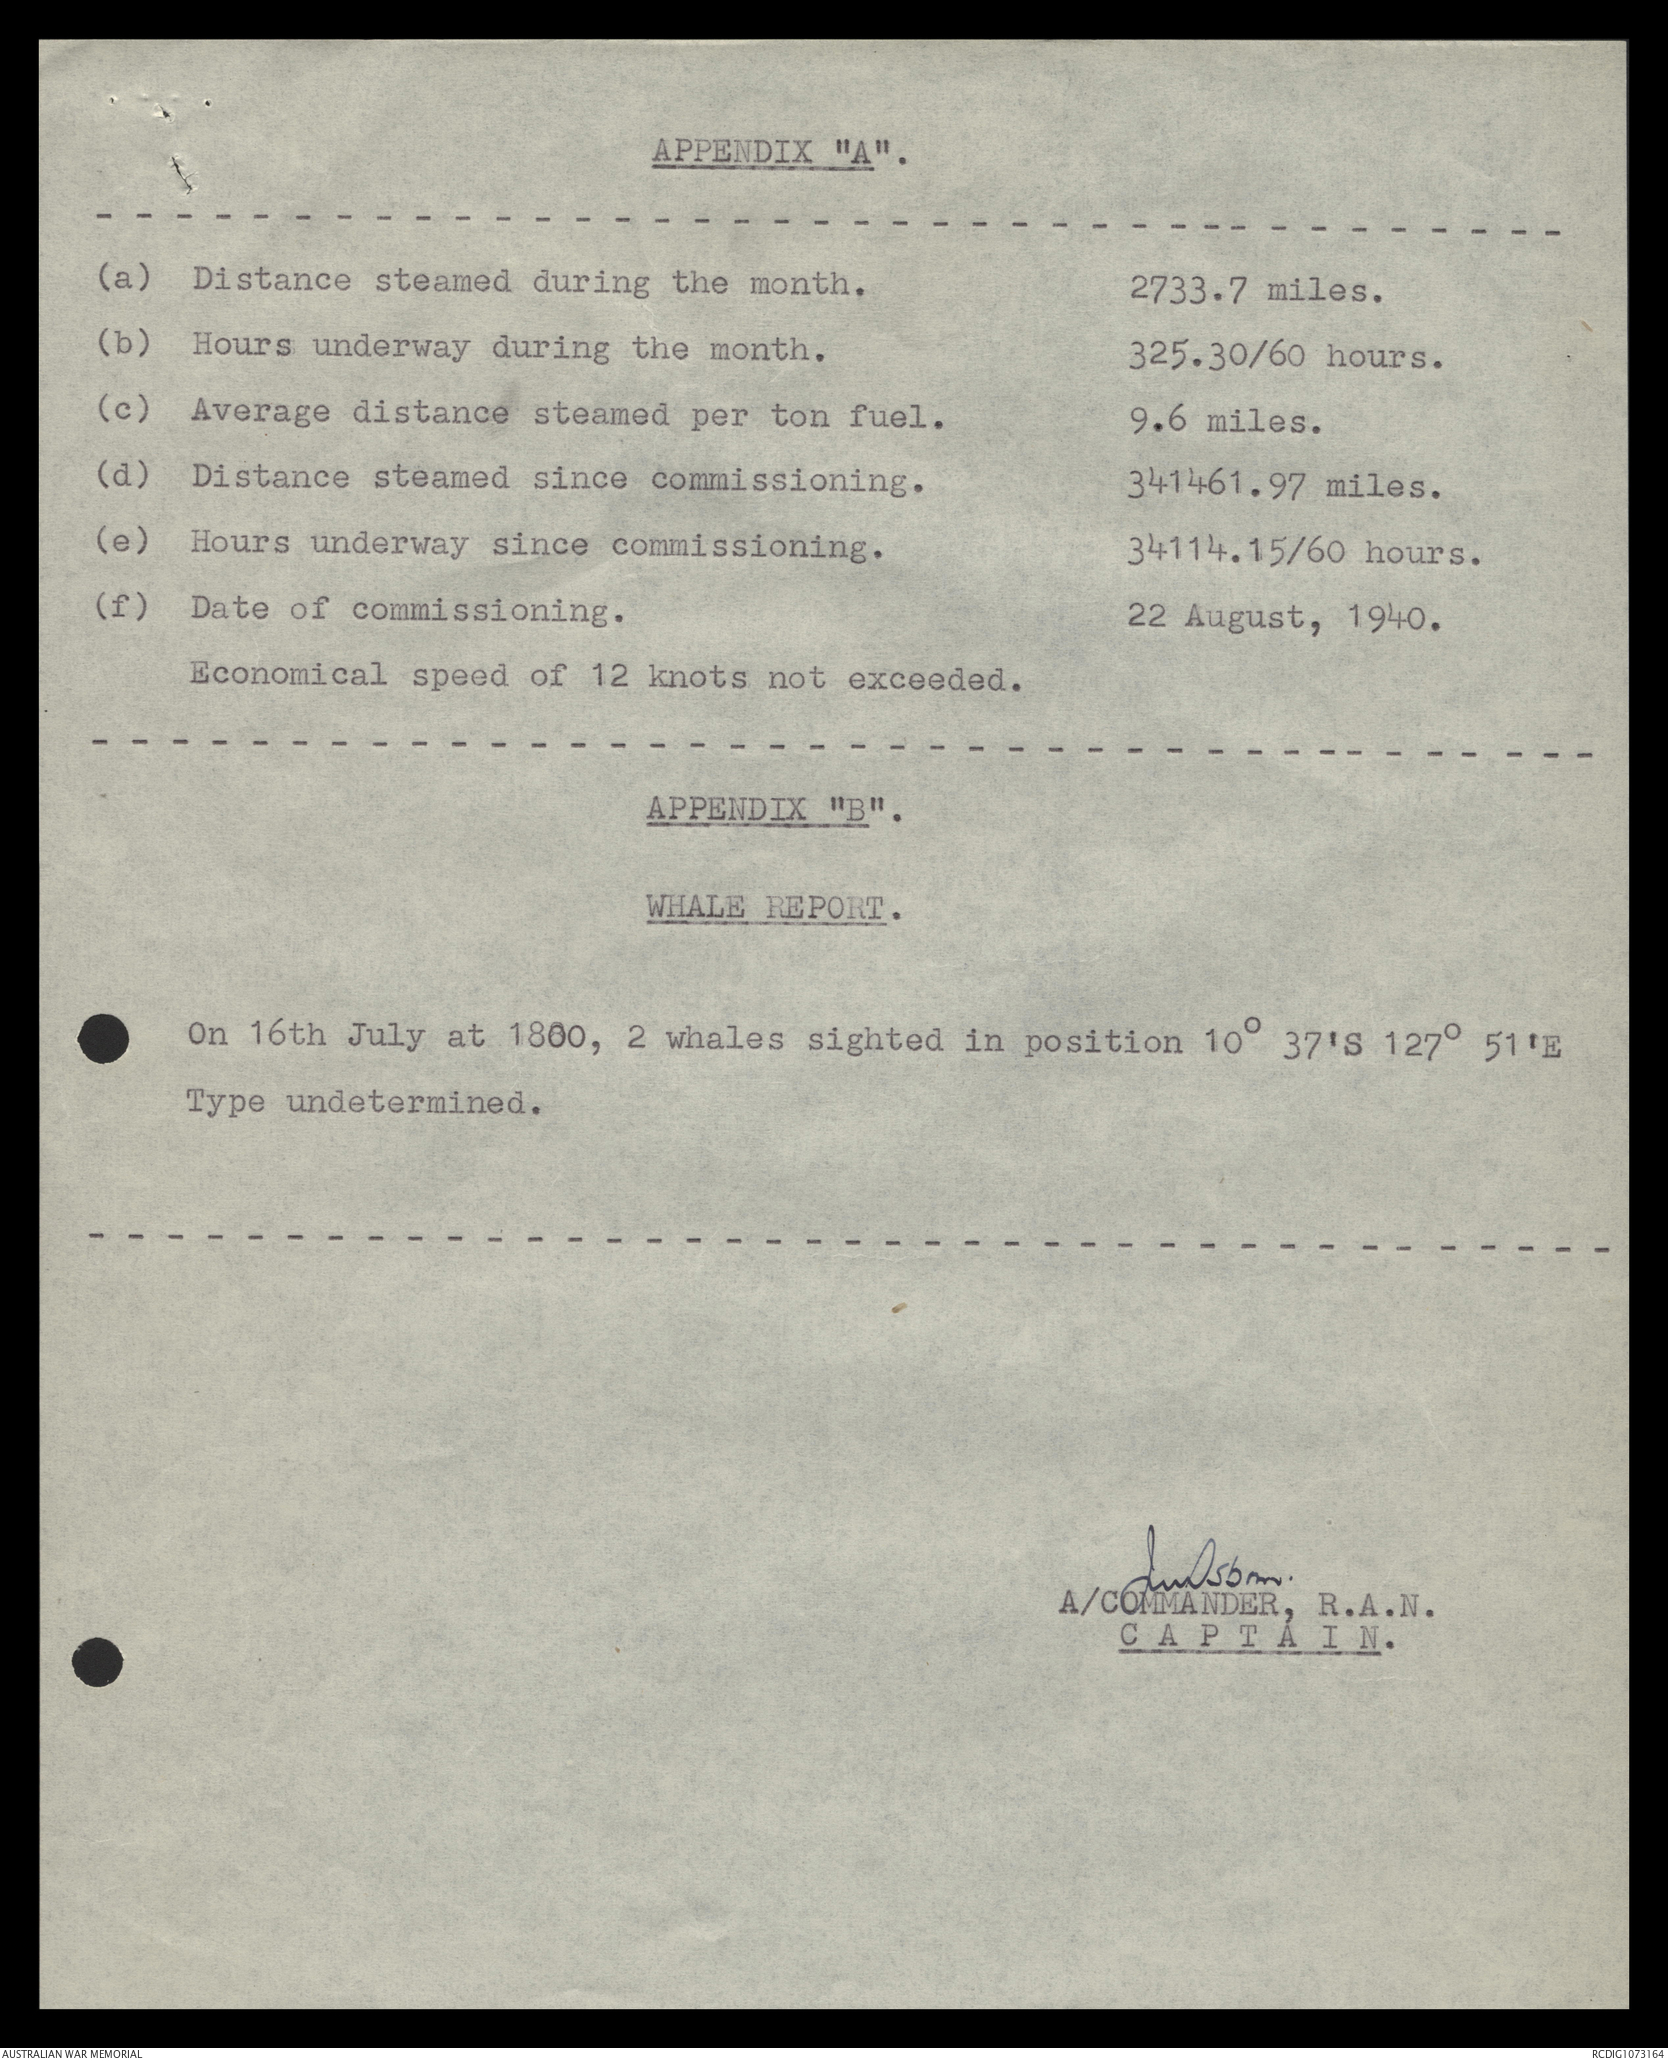 APPENDIX "A".
(a) Distance steamed during the month. 2733.7 miles.
(b) Hours underway during the month. 325.30/60 hours.
(c) Average distance steamed per ton fuel. 9.6 miles.
(d) Distance steamed since commissioning. 341461.97 miles.
(e) Hours underway since commissioning. 34114.15/60 hours.
(f) Date of commissioning. 22 August, 1940.
Economical speed of 12 knots not exceeded.
APPENDIX "B".
WHALE REPORT.
On 16th July at 1800, 2 whales sighted in position 10° 37'S 127° 51'E
Type undetermined.
A/COMMANDER, R.A.N.
C A P T A I N.
AUSTRALIAN WAR MEMORIAL
RCDIG1073164